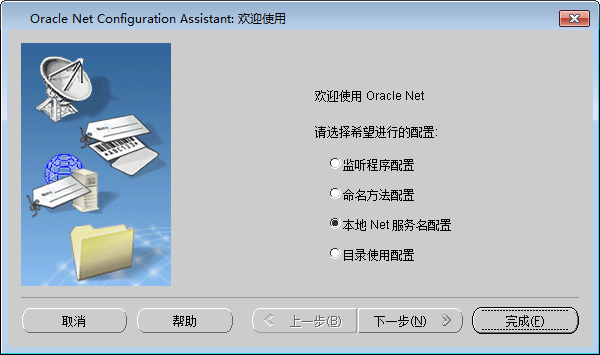 Oracle Net Configuration Assistant: 欢迎使用
欢迎使用 Oracle Net
请选择希望进行的配置:
监听程序配置
命名方法配置
本地 Net 服务名配置
目录使用配置
取消
帮助
上一步(B)
下一步(N)
完成(F)